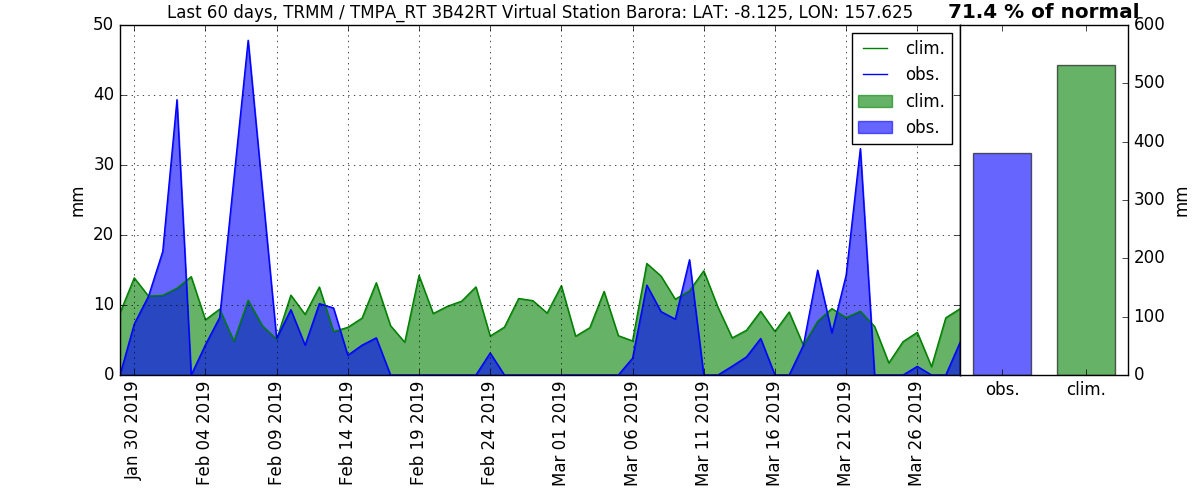 Last 60 days, TRMM / TMPA_RT 3B42RT Virtual Station Barora: LAT: -8.125, LON: 157.625
71.4 % of normal
50
40
30
20
10
0
mm
clim.
obs.
clim.
obs.
600
500
400
300
200
100
0
mm
obs.
clim.
Jan 30 2019
Feb 04 2019
Feb 09 2019
Feb 14 2019
Feb 19 2019
Feb 24 2019
Mar 01 2019
Mar 06 2019
Mar 11 2019
Mar 16 2019
Mar 21 2019
Mar 26 2019